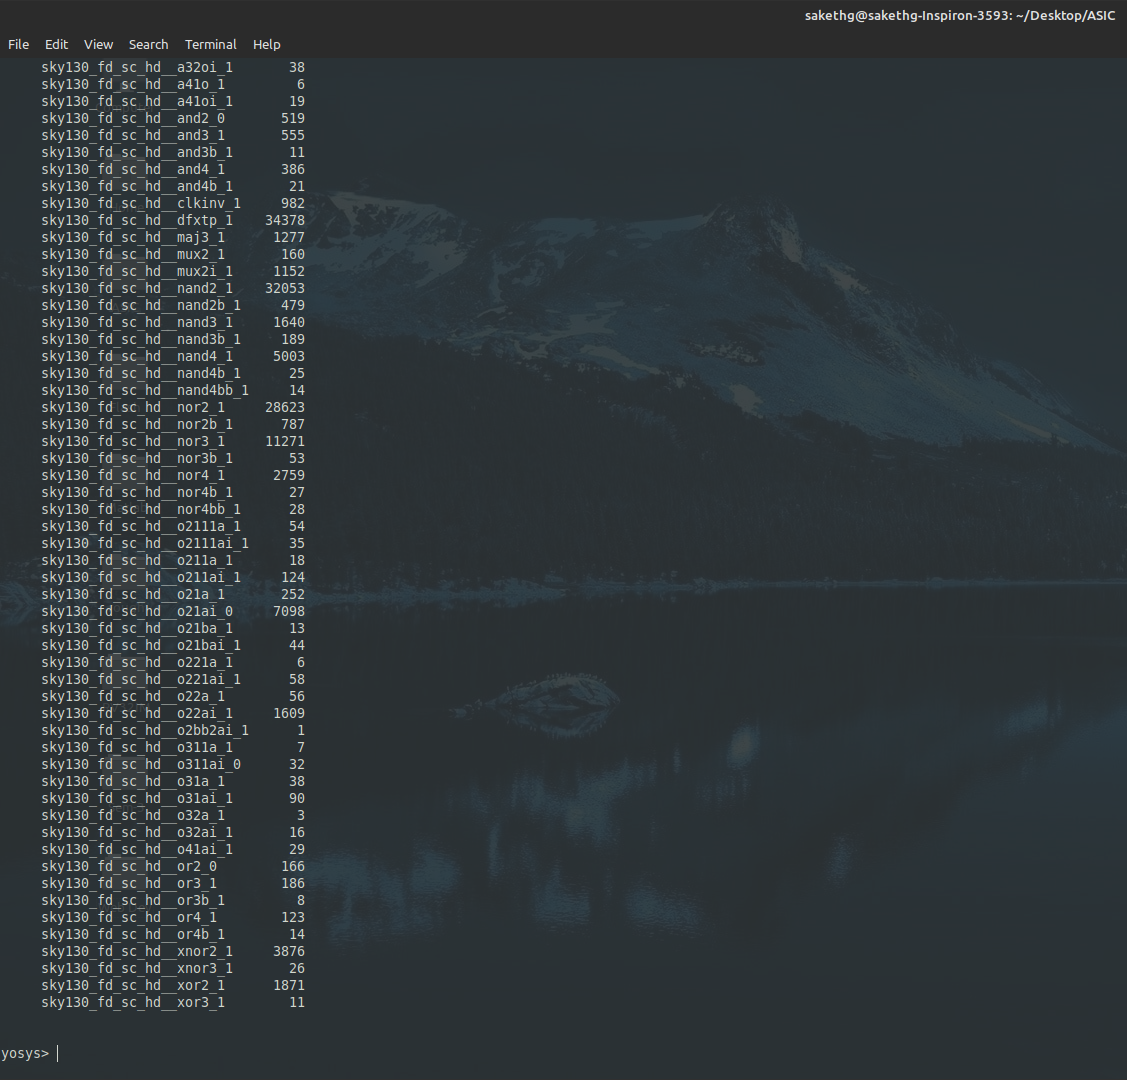 sakethg@sakethg-Inspiron-3593: ~/Desktop/ASIC
File Edit View Search Terminal Help
sky130_fd_sc_hd__a32oi_1 38
sky130_fd_sc_hd__a41o_1 6
sky130_fd_sc_hd__a41oi_1 19
sky130_fd_sc_hd__and2_0 519
sky130_fd_sc_hd__and3_1 555
sky130_fd_sc_hd__and3b_1 11
sky130_fd_sc_hd__and4_1 386
sky130_fd_sc_hd__and4b_1 21
sky130_fd_sc_hd__clkinv_1 982
sky130_fd_sc_hd__dfxtp_1 34378
sky130_fd_sc_hd__maj3_1 1277
sky130_fd_sc_hd__mux2_1 160
sky130_fd_sc_hd__mux2i_1 1152
sky130_fd_sc_hd__nand2_1 32053
sky130_fd_sc_hd__nand2b_1 479
sky130_fd_sc_hd__nand3_1 1640
sky130_fd_sc_hd__nand3b_1 189
sky130_fd_sc_hd__nand4_1 5003
sky130_fd_sc_hd__nand4b_1 25
sky130_fd_sc_hd__nand4bb_1 14
sky130_fd_sc_hd__nor2_1 28623
sky130_fd_sc_hd__nor2b_1 787
sky130_fd_sc_hd__nor3_1 11271
sky130_fd_sc_hd__nor3b_1 53
sky130_fd_sc_hd__nor4_1 2759
sky130_fd_sc_hd__nor4b_1 27
sky130_fd_sc_hd__nor4bb_1 28
sky130_fd_sc_hd__o2111a_1 54
sky130_fd_sc_hd__o2111ai_1 35
sky130_fd_sc_hd__o211a_1 18
sky130_fd_sc_hd__o211ai_1 124
sky130_fd_sc_hd__o21a_1 252
sky130_fd_sc_hd__o21ai_0 7098
sky130_fd_sc_hd__o21ba_1 13
sky130_fd_sc_hd__o21bai_1 44
sky130_fd_sc_hd__o221a_1 6
sky130_fd_sc_hd__o221ai_1 58
sky130_fd_sc_hd__o22a_1 56
sky130_fd_sc_hd__o22ai_1 1609
sky130_fd_sc_hd__o2bb2ai_1 1
sky130_fd_sc_hd__o311a_1 7
sky130_fd_sc_hd__o311ai_0 32
sky130_fd_sc_hd__o31a_1 38
sky130_fd_sc_hd__o31ai_1 90
sky130_fd_sc_hd__o32a_1 3
sky130_fd_sc_hd__o32ai_1 16
sky130_fd_sc_hd__o41ai_1 29
sky130_fd_sc_hd__or2_0 166
sky130_fd_sc_hd__or3_1 186
sky130_fd_sc_hd__or3b_1 8
sky130_fd_sc_hd__or4_1 123
sky130_fd_sc_hd__or4b_1 14
sky130_fd_sc_hd__xnor2_1 3876
sky130_fd_sc_hd__xnor3_1 26
sky130_fd_sc_hd__xor2_1 1871
sky130_fd_sc_hd__xor3_1 11
yosys>